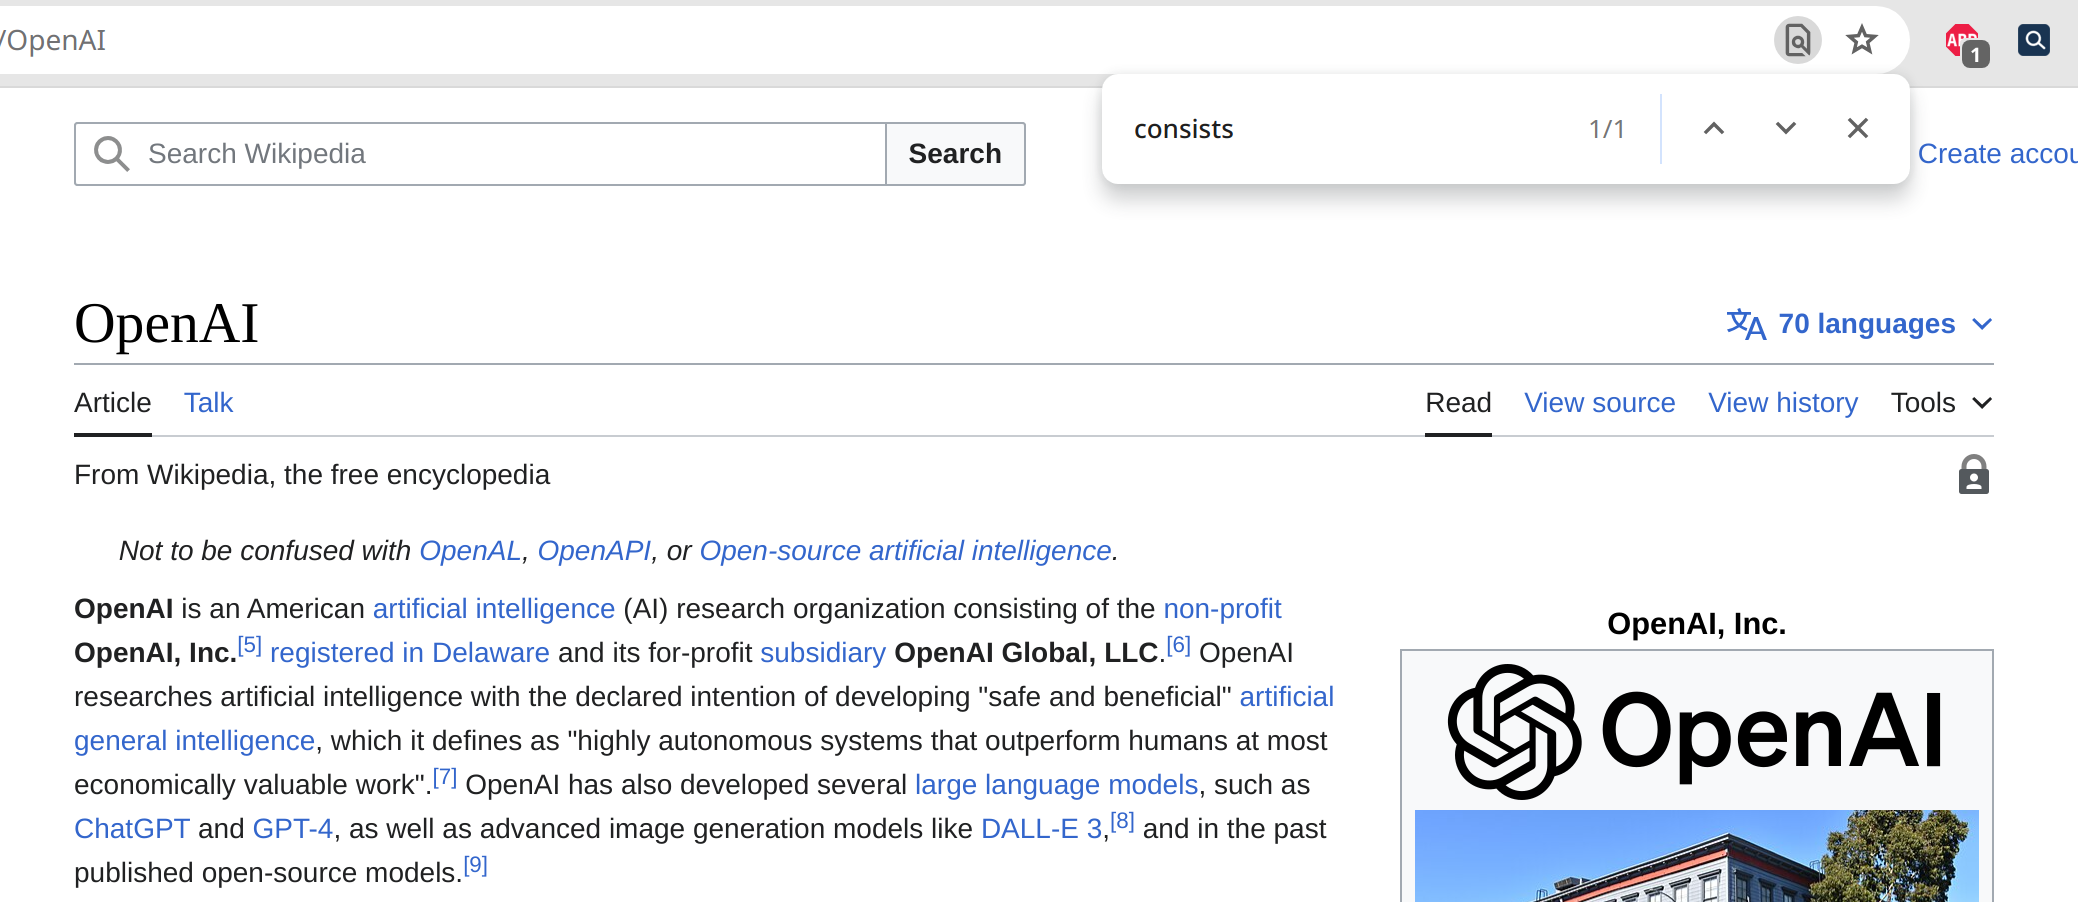 /OpenAI
ABP
1
consists
1/1
Search Wikipedia
Search
Create accou
OpenAI
70 languages
Article
Talk
Read
View source
View history
Tools
From Wikipedia, the free encyclopedia
Not to be confused with OpenAL, OpenAPI, or Open-source artificial intelligence.
OpenAI is an American artificial intelligence (AI) research organization consisting of the non-profit
OpenAI, Inc.[5] registered in Delaware and its for-profit subsidiary OpenAI Global, LLC.[6] OpenAI
researches artificial intelligence with the declared intention of developing "safe and beneficial" artificial
general intelligence, which it defines as "highly autonomous systems that outperform humans at most
economically valuable work".[7] OpenAI has also developed several large language models, such as
ChatGPT and GPT-4, as well as advanced image generation models like DALL-E 3,[8] and in the past
published open-source models.[9]
OpenAI, Inc.
OpenAI